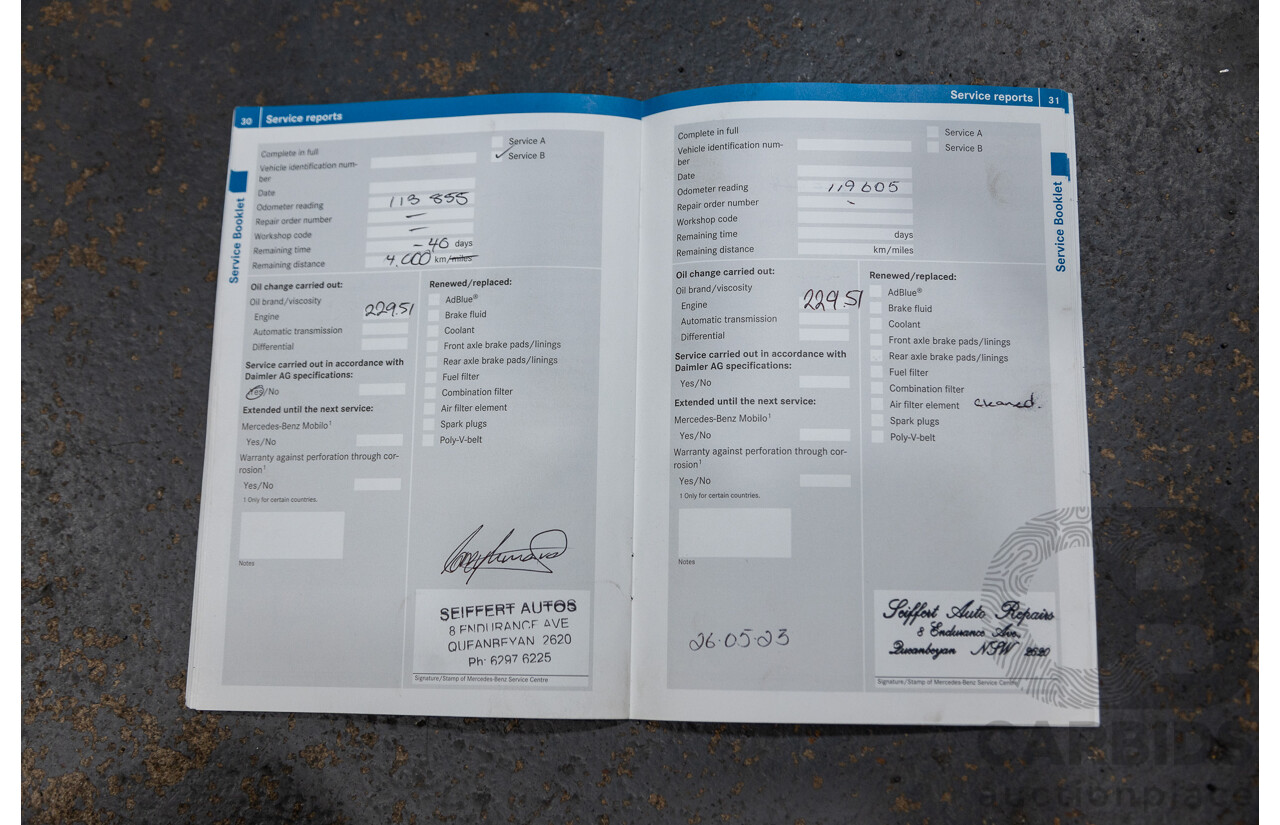 30 Service reports
Service Booklet
Complete in full
Vehicle identification num-
ber
Date
Odometer reading 113 855
Repair order number –
Workshop code –
Remaining time – 40 days
Remaining distance 4,000 km/miles
Service A
✓ Service B
Oil change carried out:
Oil brand/viscosity
Engine 229.51
Automatic transmission
Differential
Service carried out in accordance with
Daimler AG specifications:
Yes/No
Extended until the next service:
Mercedes-Benz Mobilo¹
Yes/No
Warranty against perforation through cor-
rosion¹
Yes/No
1 Only for certain countries.
Notes
Renewed/replaced:
AdBlue®
Brake fluid
Coolant
Front axle brake pads/linings
Rear axle brake pads/linings
Fuel filter
Combination filter
Air filter element
Spark plugs
Poly-V-belt
SEIFFERT AUTOS
8 ENDURANCE AVE
QUEANBEYAN 2620
Ph: 6297 6225
Signature/Stamp of Mercedes-Benz Service Centre
Service reports 31
Service Booklet
Complete in full
Vehicle identification num-
ber
Date
Odometer reading 119605
Repair order number -
Workshop code
Remaining time days
Remaining distance km/miles
Service A
Service B
Oil change carried out:
Oil brand/viscosity
Engine 229.51
Automatic transmission
Differential
Service carried out in accordance with
Daimler AG specifications:
Yes/No
Extended until the next service:
Mercedes-Benz Mobilo¹
Yes/No
Warranty against perforation through cor-
rosion¹
Yes/No
1 Only for certain countries.
Notes
26.05.23
Renewed/replaced:
AdBlue®
Brake fluid
Coolant
Front axle brake pads/linings
Rear axle brake pads/linings
Fuel filter
Combination filter
Air filter element cleaned.
Spark plugs
Poly-V-belt
Seiffert Auto Repairs
8 Endurance Ave,
Queanbeyan NSW 2620
Signature/Stamp of Mercedes-Benz Service Centre
CARBIDS
auctionplace